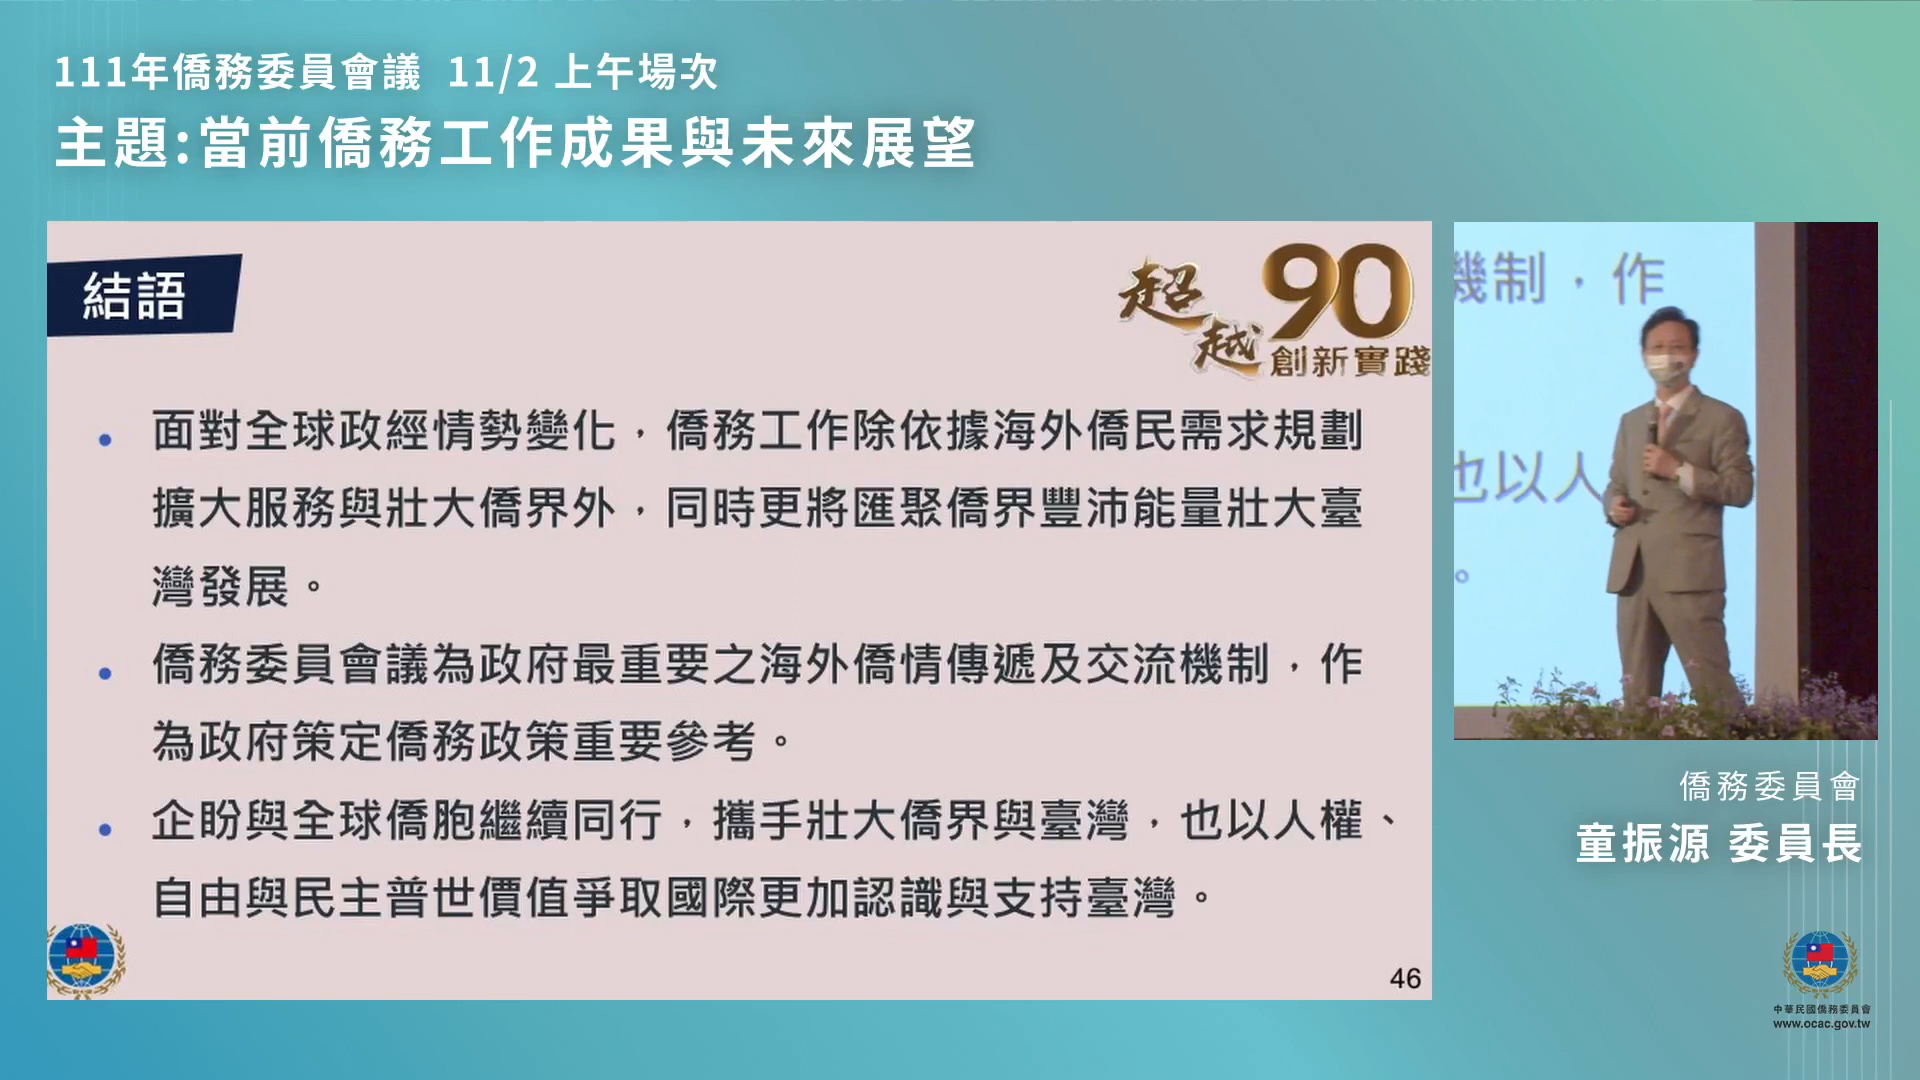 111年僑務委員會議 11/2 上午場次
主題:當前僑務工作成果與未來展望
結語
超越90
創新實踐
• 面對全球政經情勢變化，僑務工作除依據海外僑民需求規劃
擴大服務與壯大僑界外，同時更將匯聚僑界豐沛能量壯大臺
灣發展。
• 僑務委員會議為政府最重要之海外僑情傳遞及交流機制，作
為政府策定僑務政策重要參考。
• 企盼與全球僑胞繼續同行，攜手壯大僑界與臺灣，也以人權、
自由與民主普世價值爭取國際更加認識與支持臺灣。
46
機制，作
也以人
。
僑務委員會
童振源 委員長
中華民國僑務委員會
www.ocac.gov.tw